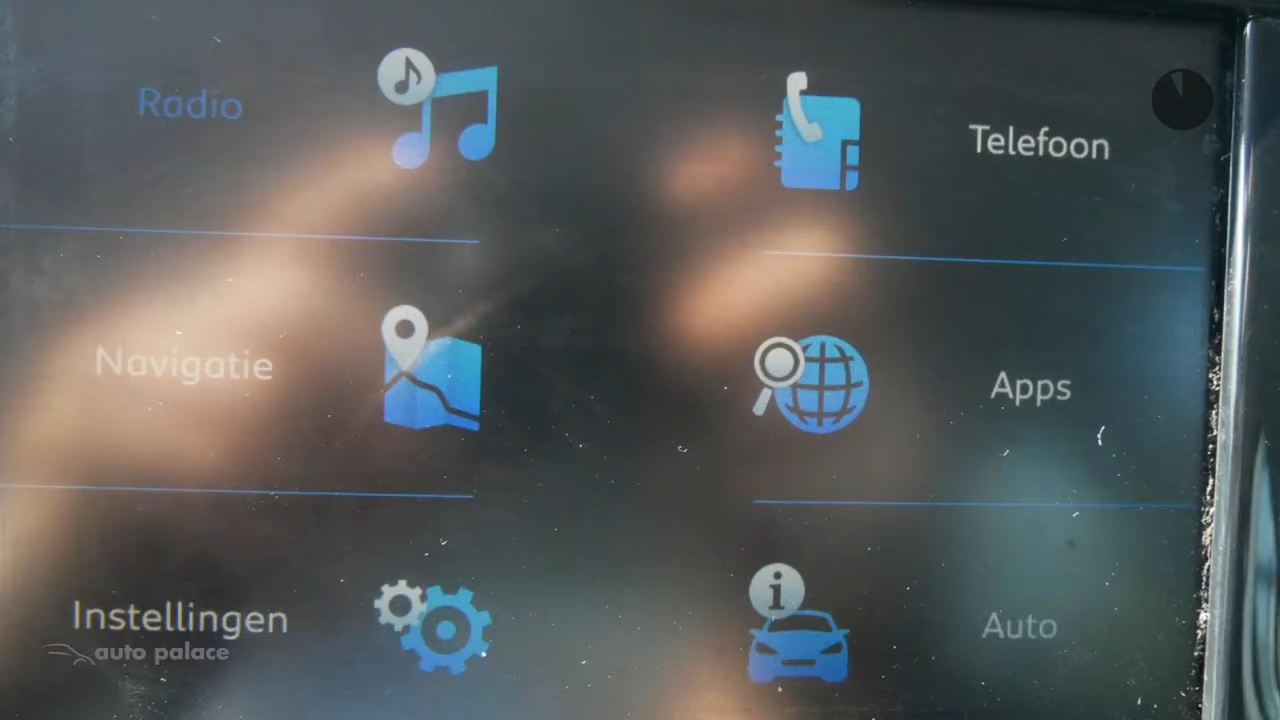 Radio
Telefoon
Navigatie
Apps
Instellingen
Auto
auto palace